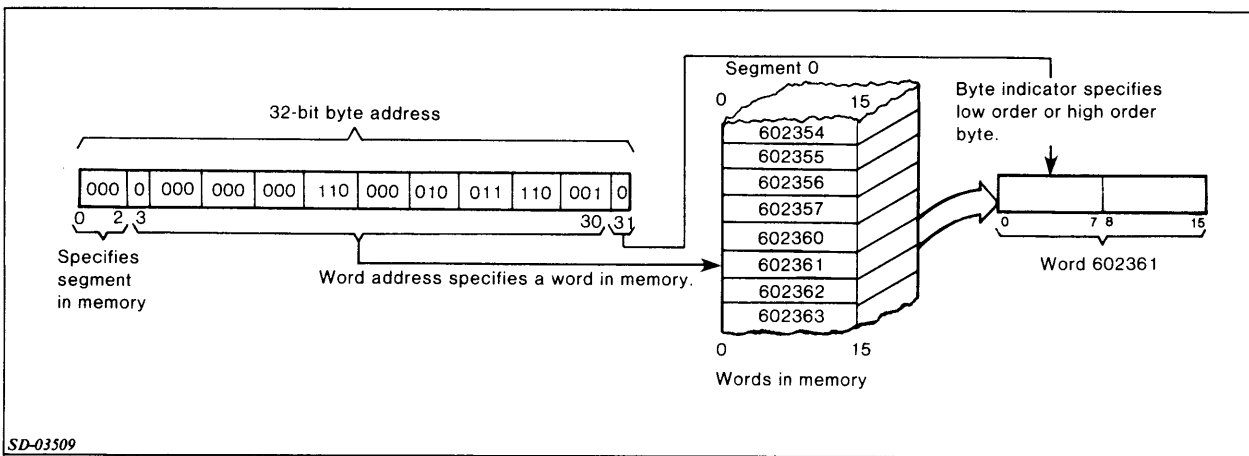 32-bit byte address
000 0 000 000 000 110 000 010 011 110 001 0
0 2 3 30 31
Specifies
segment
in memory
Word address specifies a word in memory.
Segment 0
0 15
602354
602355
602356
602357
602360
602361
602362
602363
0 15
Words in memory
Byte indicator specifies
low order or high order
byte.
0 7 8 15
Word 602361
SD-03509